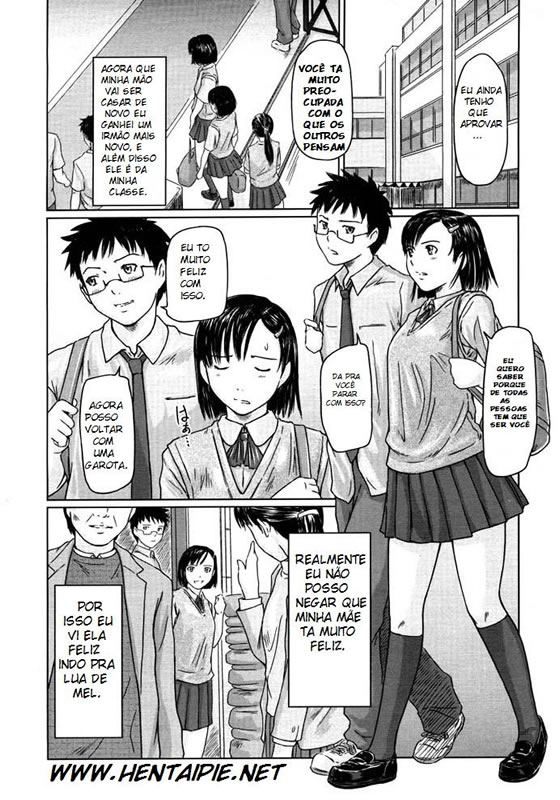 EU AINDA
TENHO
QUE
APROVAR
...
VOCÊ TA
MUITO
PREO-
CUPADA
COM O
QUE OS
OUTROS
PENSAM
AGORA QUE
MINHA MÃO
VAI SER
CASAR DE
NOVO EU
GANHEI UM
IRMÃO MAIS
NOVO, E
ALÉM DISSO
ELE É DA
MINHA
CLASSE.
EU
QUERO
SABER
PORQUE
DE TODAS
AS
PESSOAS
TEM QUE
SER VOCÊ
DA PRA
VOCÊ
PARAR
COM ISSO?
EU TO
MUITO
FELIZ
COM
ISSO.
AGORA
POSSO
VOLTAR
COM
UMA
GAROTA.
REALMENTE
EU NÃO
POSSO
NEGAR QUE
MINHA MÃE
TA MUITO
FELIZ.
POR
ISSO EU
VI ELA
FELIZ
INDO PRA
LUA DE
MEL.
WWW.HENTAIPIE.NET